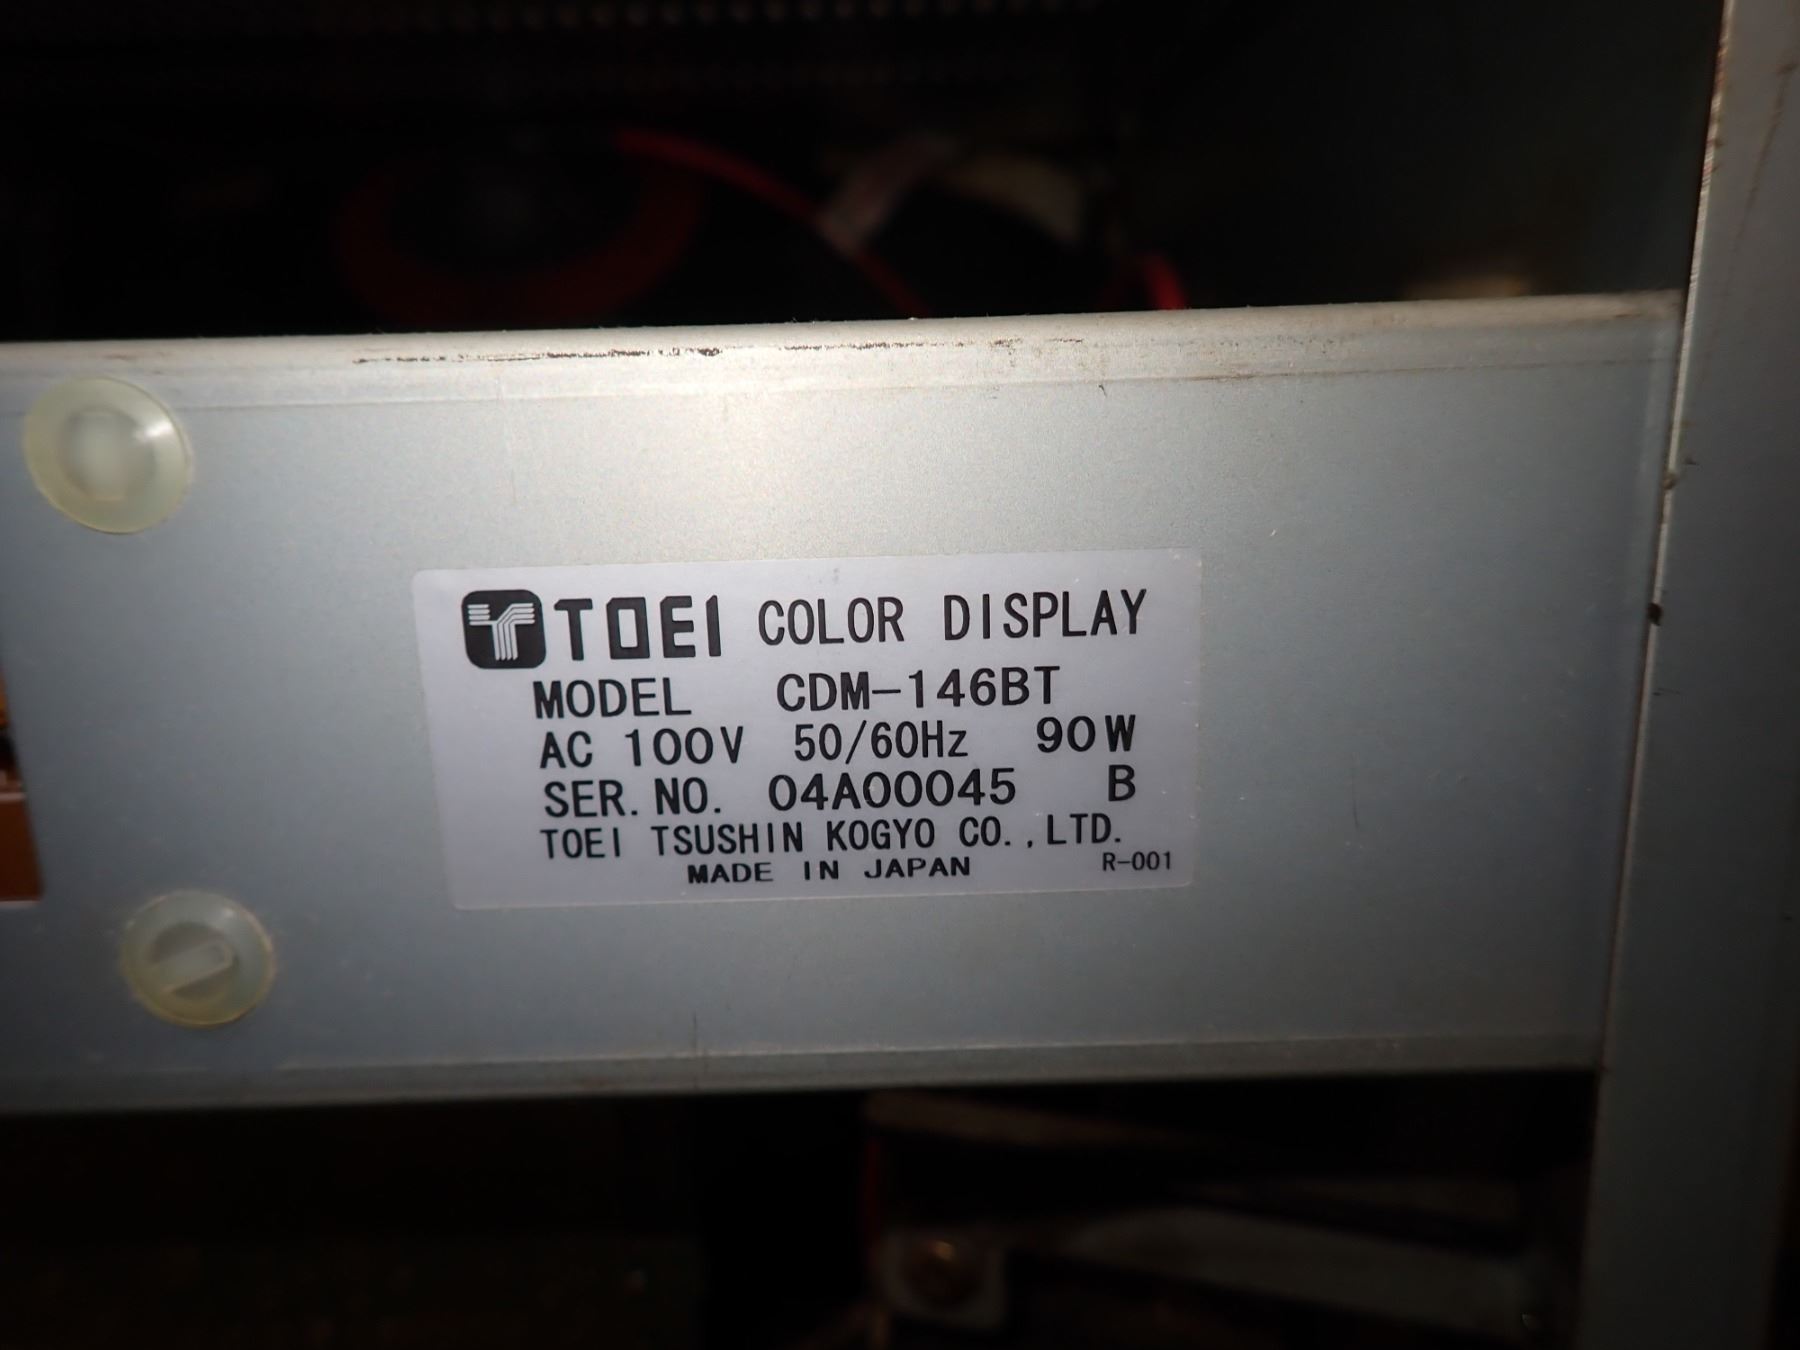 TOEI COLOR DISPLAY
MODEL CDM-146BT
AC 100V 50/60Hz 90W
SER. NO. 04A00045 B
TOEI TSUSHIN KOGYO CO., LTD.
MADE IN JAPAN R-001